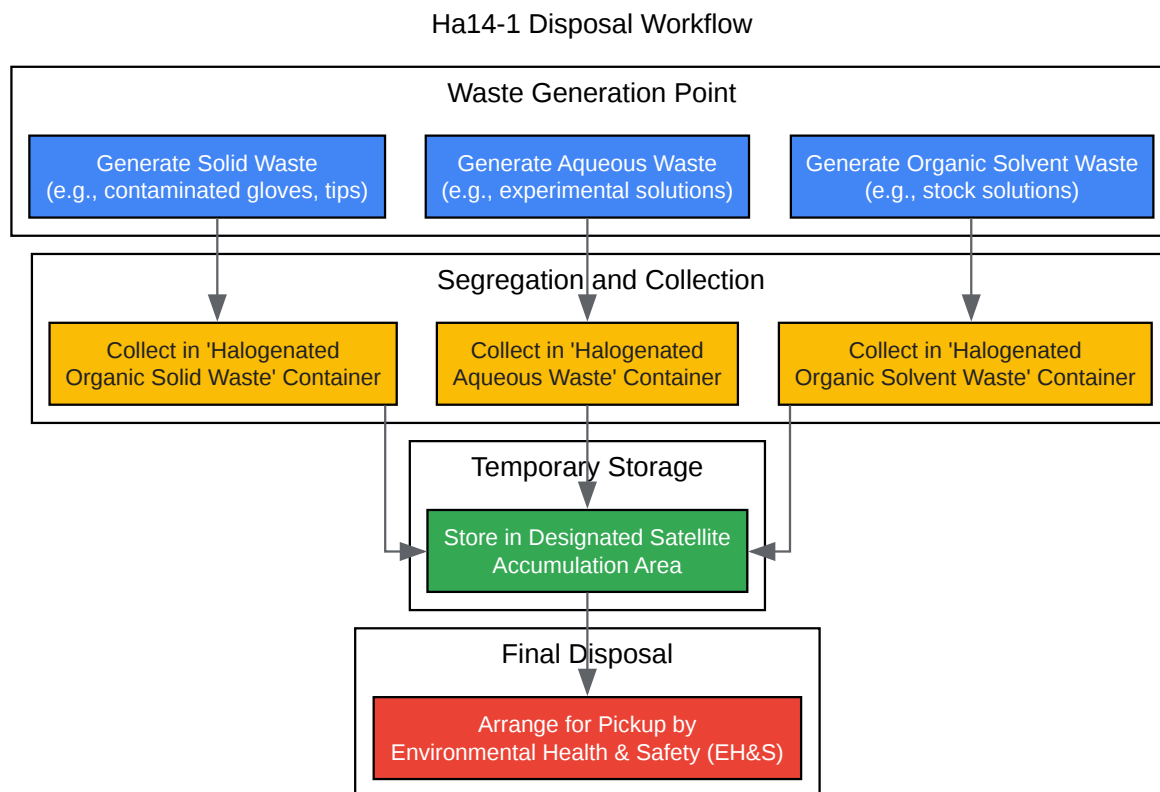 Ha14-1 Disposal Workflow
Waste Generation Point
Generate Solid Waste
(e.g., contaminated gloves, tips)
Generate Aqueous Waste
(e.g., experimental solutions)
Generate Organic Solvent Waste
(e.g., stock solutions)
Segregation and Collection
Collect in 'Halogenated
Organic Solid Waste' Container
Collect in 'Halogenated
Aqueous Waste' Container
Collect in 'Halogenated
Organic Solvent Waste' Container
Temporary Storage
Store in Designated Satellite
Accumulation Area
Final Disposal
Arrange for Pickup by
Environmental Health & Safety (EH&S)